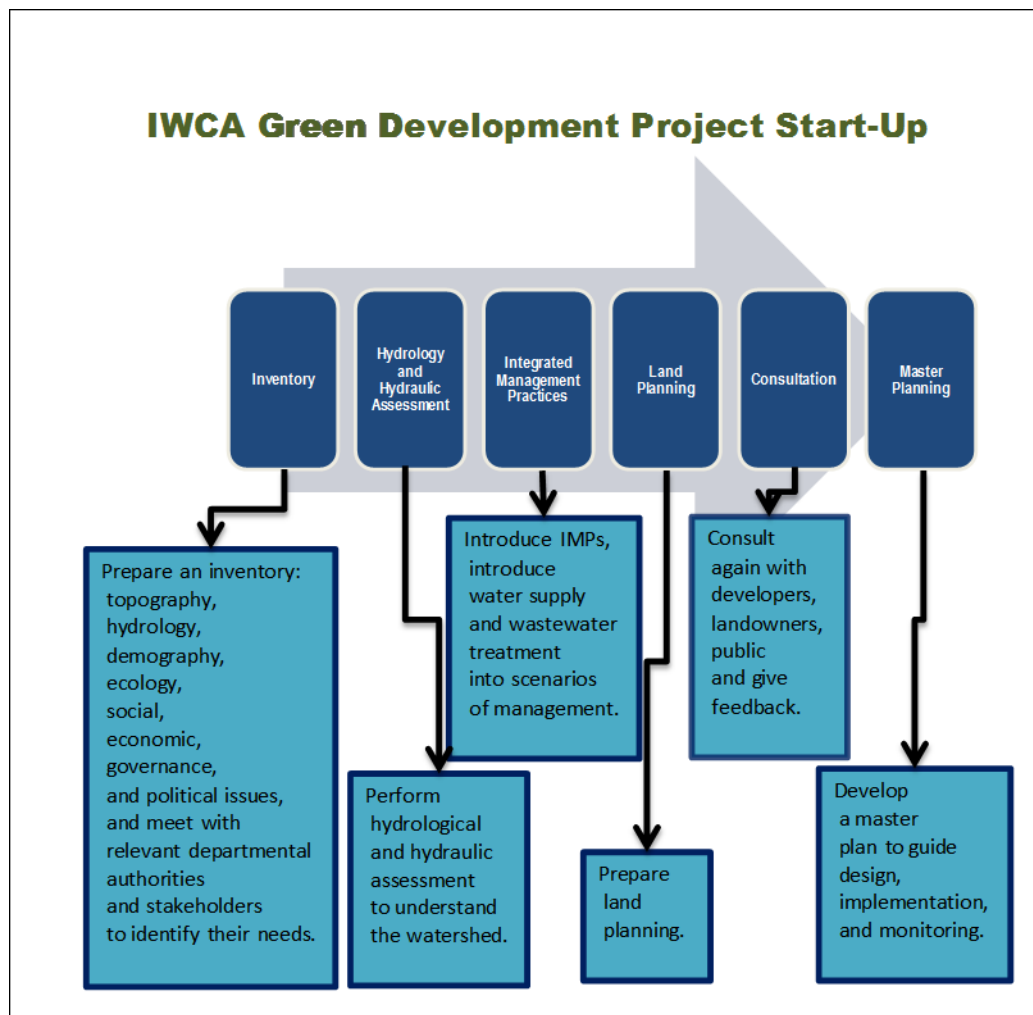 IWCA Green Development Project Start-Up
Inventory
Hydrology
and
Hydraulic
Assessment
Integrated
Management
Practices
Land
Planning
Consultation
Master
Planning
Prepare an inventory:
topography,
hydrology,
demography,
ecology,
social,
economic,
governance,
and political issues,
and meet with
relevant departmental
authorities
and stakeholders
to identify their needs.
Perform
hydrological
and hydraulic
assessment
to understand
the watershed.
Introduce IMPs,
introduce
water supply
and wastewater
treatment
into scenarios
of management.
Prepare
land
planning.
Consult
again with
developers,
landowners,
public
and give
feedback.
Develop
a master
plan to guide
design,
implementation,
and monitoring.